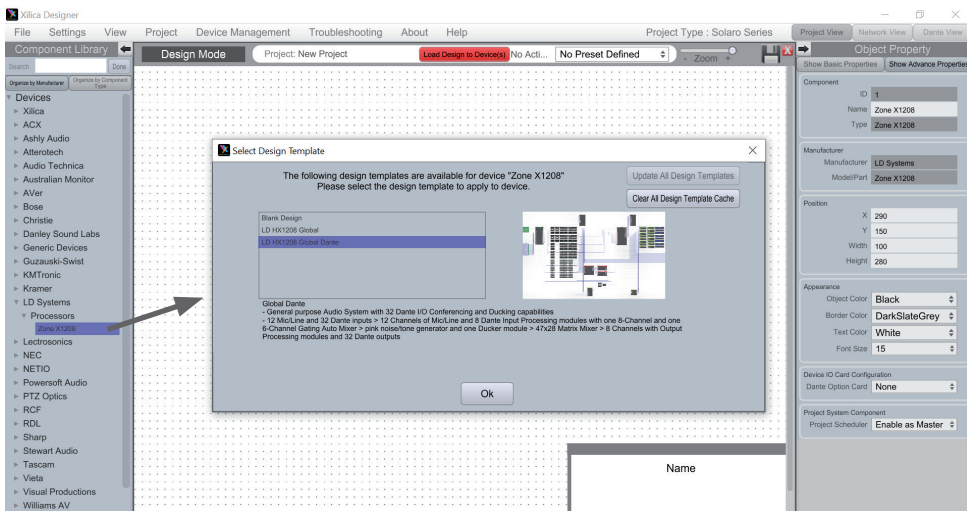 Xilica Designer
File Settings View Project Device Management Troubleshooting About Help Project Type : Solaro Series Project View Network View Dante View
Component Library
Search Done
Organize by Manufacturer Organize by Component Type
Devices
Xilica
ACX
Ashly Audio
Atterotech
Audio Technica
Australian Monitor
AVer
Bose
Christie
Danley Sound Labs
Generic Devices
Guzauski-Swist
KMTronic
Kramer
LD Systems
Processors
Zone X1208
Lectrosonics
NEC
NETIO
Powersoft Audio
PTZ Optics
RCF
RDL
Sharp
Stewart Audio
Tascam
Vieta
Visual Productions
Williams AV
Design Mode Project: New Project Load Design to Device(s) No Acti... No Preset Defined - Zoom +
Select Design Template
The following design templates are available for device "Zone X1208"
Please select the design template to apply to device.
Update All Design Templates
Clear All Design Template Cache
Blank Design
LD HX1208 Global
LD HX1208 Global Dante
Global Dante
- General purpose Audio System with 32 Dante I/O Conferencing and Ducking capabilities
- 12 Mic/Line and 32 Dante inputs > 12 Channels of Mic/Line and 8 Dante Input Processing modules with one 8-Channel and one
6-Channel Gating Auto Mixer > pink noise/tone generator and one Ducker module > 47x28 Matrix Mixer > 8 Channels with Output
Processing modules and 32 Dante outputs
Ok
Name
Object Property
Show Basic Properties Show Advance Properties
Component
ID 1
Name Zone X1208
Type Zone X1208
Manufacturer
Manufacturer LD Systems
Model/Part Zone X1208
Position
X 290
Y 150
Width 100
Height 280
Appearance
Object Color Black
Border Color DarkSlateGrey
Text Color White
Font Size 15
Device IO Card Configuration
Dante Option Card None
Project System Component
Project Scheduler Enable as Master